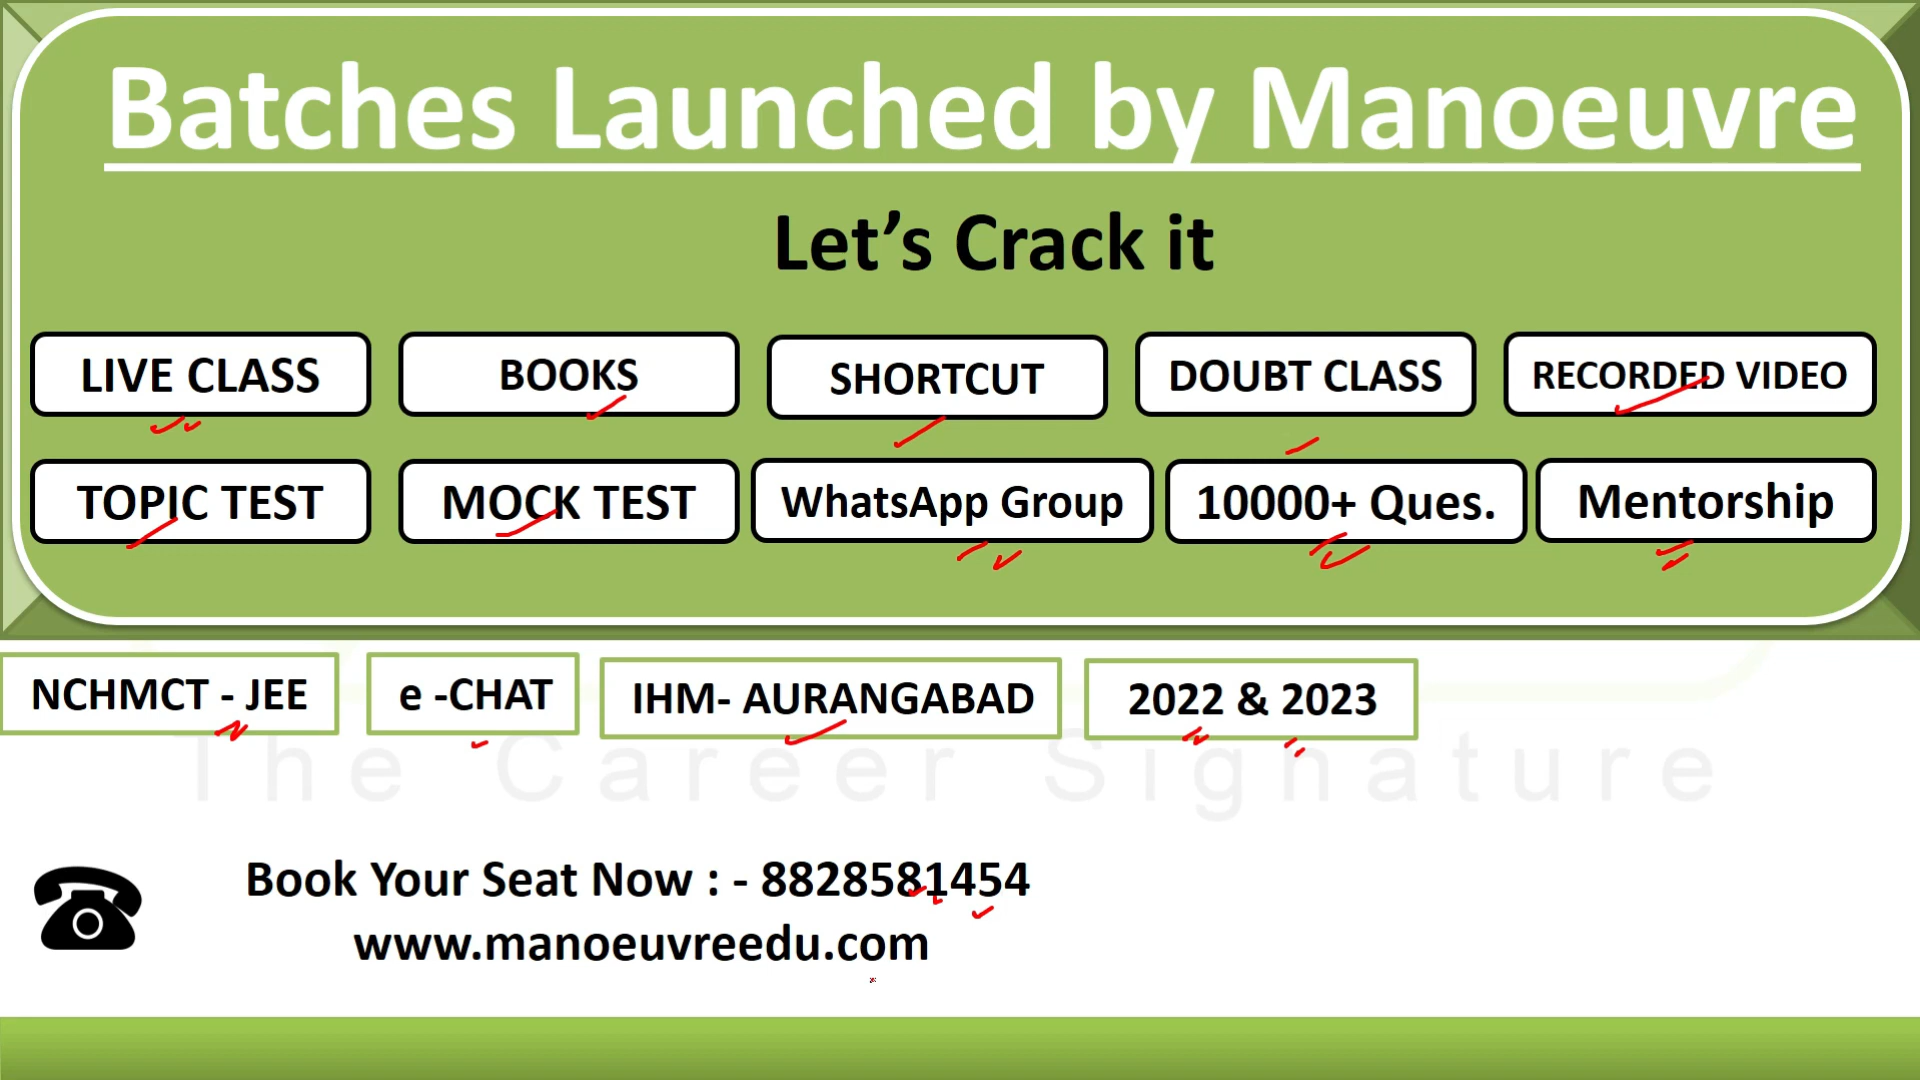 Batches Launched by Manoeuvre
Let’s Crack it
LIVE CLASS
BOOKS
SHORTCUT
DOUBT CLASS
RECORDED VIDEO
TOPIC TEST
MOCK TEST
WhatsApp Group
10000+ Ques.
Mentorship
NCHMCT - JEE
e -CHAT
IHM- AURANGABAD
2022 & 2023
The Career Signature
Book Your Seat Now : - 8828581454
www.manoeuvreedu.com